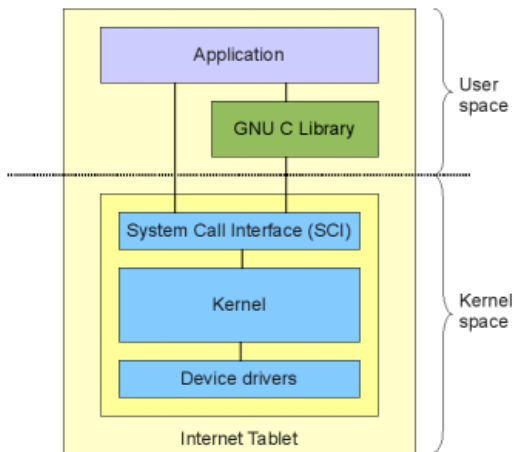 Application
GNU C Library
User
space
System Call Interface (SCI)
Kernel
Device drivers
Kernel
space
Internet Tablet